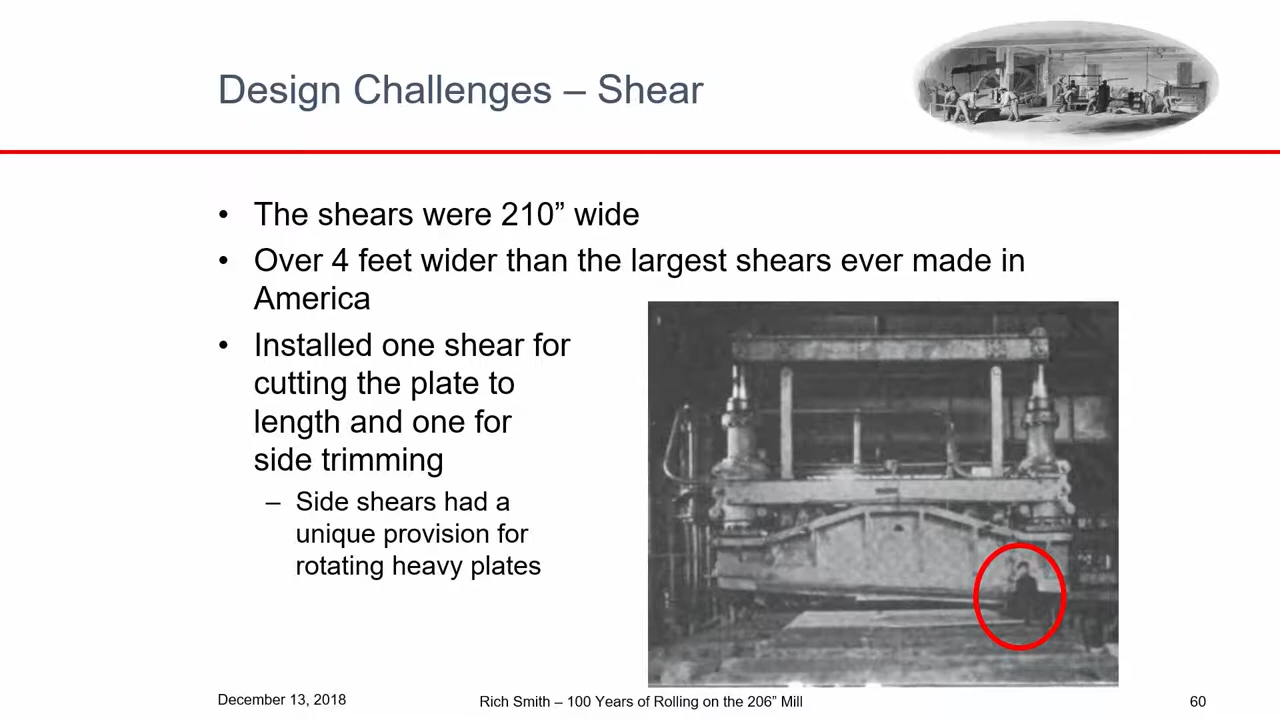 Design Challenges – Shear
• The shears were 210” wide
• Over 4 feet wider than the largest shears ever made in
America
• Installed one shear for
cutting the plate to
length and one for
side trimming
– Side shears had a
unique provision for
rotating heavy plates
December 13, 2018
Rich Smith – 100 Years of Rolling on the 206” Mill
60